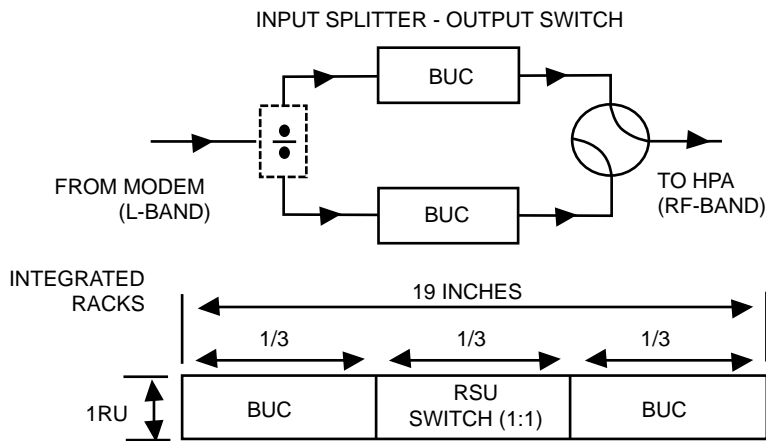 INPUT SPLITTER - OUTPUT SWITCH
BUC
FROM MODEM
(L-BAND)
TO HPA
(RF-BAND)
BUC
INTEGRATED
RACKS
19 INCHES
1/3
1/3
1/3
1RU
BUC
RSU
SWITCH (1:1)
BUC